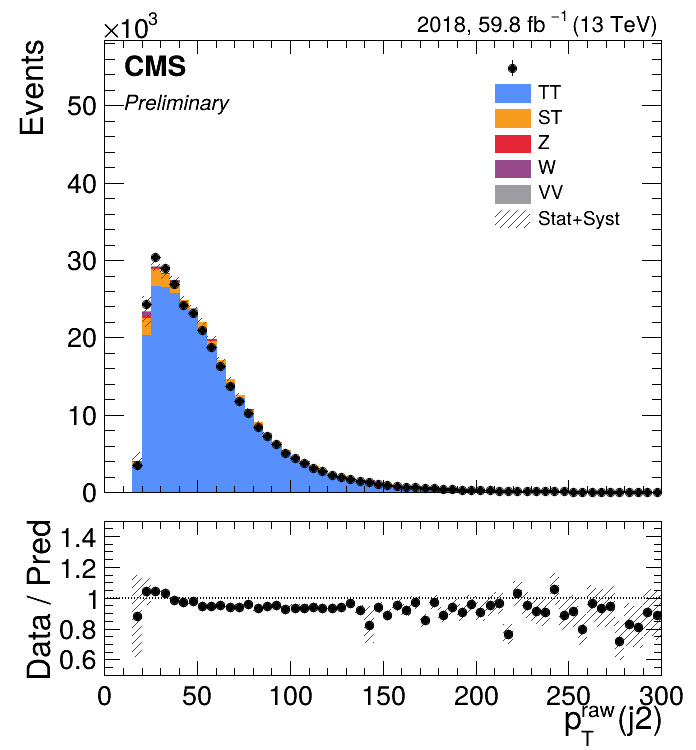 ×10³
2018, 59.8 fb⁻¹ (13 TeV)
CMS
Preliminary
Events
50
40
30
20
10
0
TT
ST
Z
W
VV
Stat+Syst
Data / Pred
1.4
1.2
1
0.8
0.6
0 50 100 150 200 250 300
p_T^raw(j2)